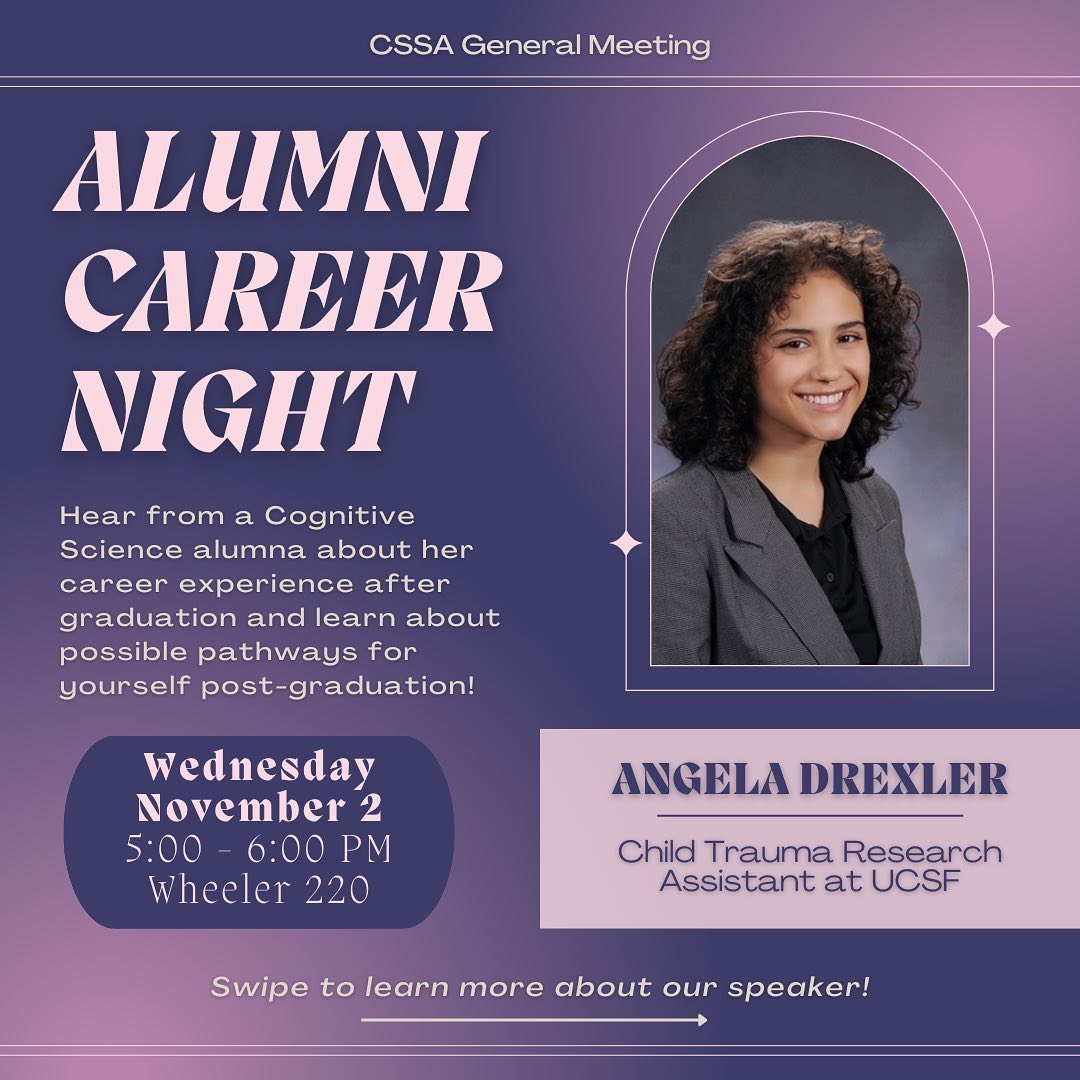 CSSA General Meeting
ALUMNI
CAREER
NIGHT
Hear from a Cognitive
Science alumna about her
career experience after
graduation and learn about
possible pathways for
yourself post-graduation!
Wednesday
November 2
5:00 - 6:00 PM
Wheeler 220
ANGELA DREXLER
Child Trauma Research
Assistant at UCSF
Swipe to learn more about our speaker!